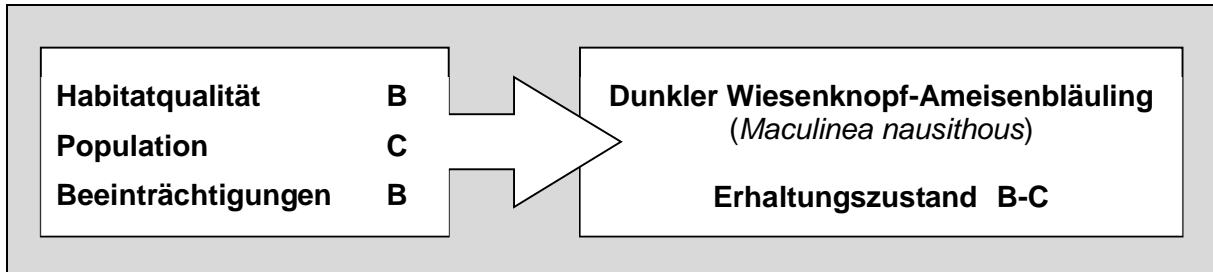 Habitatqualität B
Population C
Beeinträchtigungen B
Dunkler Wiesenknopf-Ameisenbläuling
(Maculinea nausithous)
Erhaltungszustand B-C